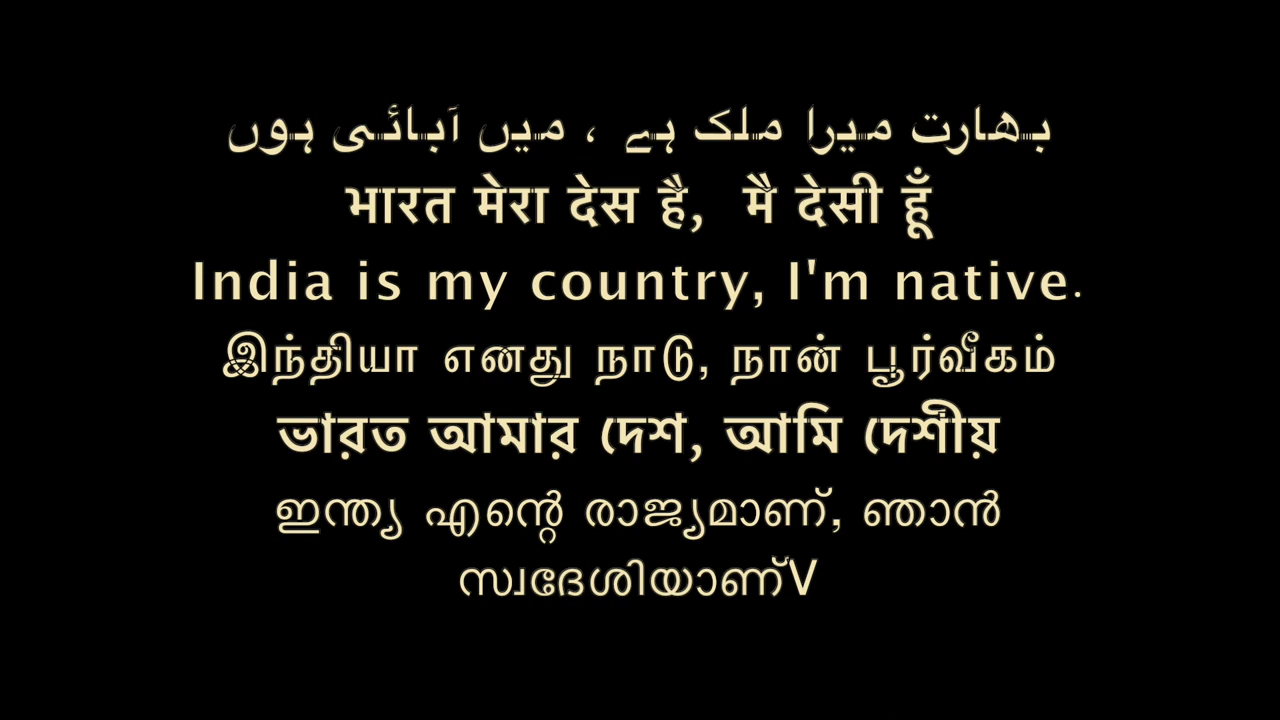 بھارت میرا ملک ہے ، میں آبائی ہوں
भारत मेरा देस है, मै देसी हूँ
India is my country, I'm native.
இந்தியா எனது நாடு, நான் பூர்வீகம்
ভারত আমার দেশ, আমি দেশীয়
ഇന്ത്യ എന്റെ രാജ്യമാണ്, ഞാൻ
സ്വദേശിയാണ്V